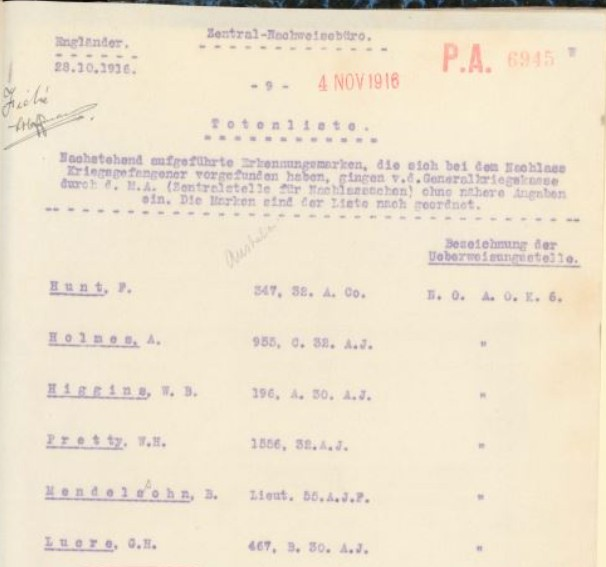 Engländer.
Zentral-Nachweisebüro.
P.A. 6945
28.10.1916.
- 9 -
4 NOV 1916
Totenliste.
Nachstehend aufgeführte Erkennungsmarken, die sich bei dem Nachlass
Kriegsgefangener vorgefunden haben, gingen v.d.Generalkriegskasse
durch d. M.A. (Zentralstelle für Nachlassachen) ohne nähere Angaben
ein. Die Marken sind der Liste nach geordnet.
Bezeichnung der
Ueberweisungsstelle.
Hunt, F. 347, 32. A. Co. N. O. A. O. K. 6.
Holmes, A. 955, C. 32. A.J. "
Higgins, W. B. 196, A. 30. A.J. "
Pretty, W.H. 1556, 32.A.J. "
Mendelssohn, B. Lieut. 55.A.J.F. "
Lucre, G.H. 467, B. 30. A.J. "